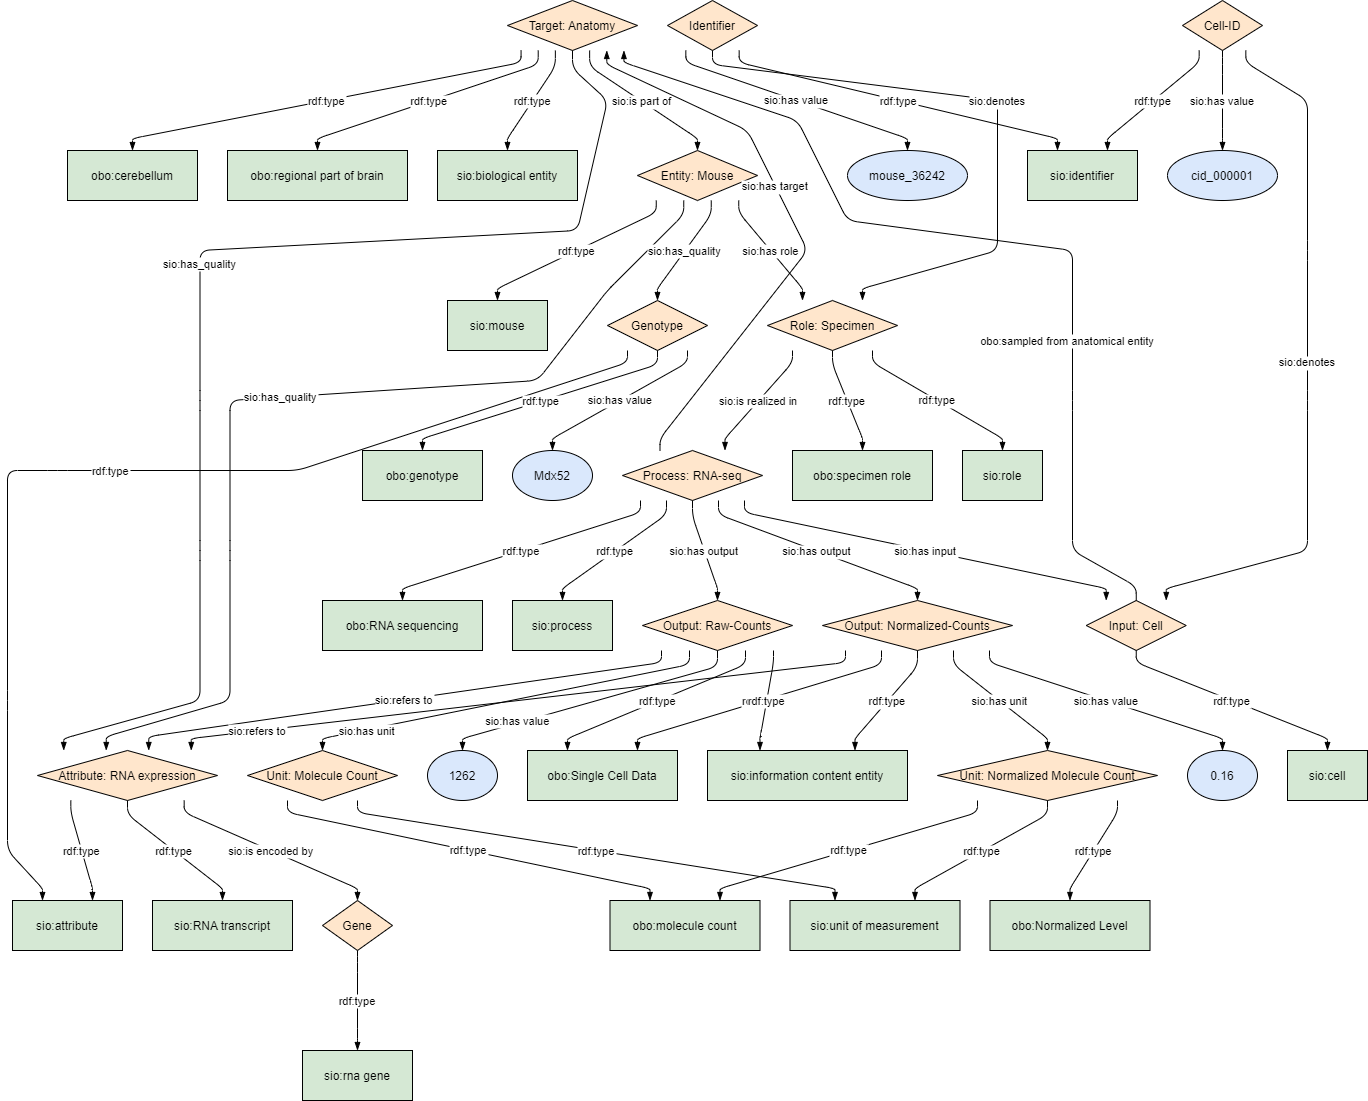 Target: Anatomy
Identifier
Cell-ID
rdf:type
rdf:type
rdf:type
sio:is part of
sio:has value
rdf:type
sio:denotes
rdf:type
sio:has value
obo:cerebellum
obo:regional part of brain
sio:biological entity
Entity: Mouse
sio:has target
mouse_36242
sio:identifier
cid_000001
sio:has_quality
rdf:type
sio:has_quality
sio:has role
sio:mouse
Genotype
Role: Specimen
obo:sampled from anatomical entity
sio:denotes
sio:has_quality
rdf:type
sio:has value
sio:is realized in
rdf:type
rdf:type
rdf:type
obo:genotype
Mdx52
Process: RNA-seq
obo:specimen role
sio:role
rdf:type
rdf:type
sio:has output
sio:has output
sio:has input
obo:RNA sequencing
sio:process
Output: Raw-Counts
Output: Normalized-Counts
Input: Cell
sio:refers to
rdf:type
rrdf:type
rdf:type
sio:has unit
sio:has value
rdf:type
sio:refers to
sio:has unit
sio:has value
Attribute: RNA expression
Unit: Molecule Count
1262
obo:Single Cell Data
sio:information content entity
Unit: Normalized Molecule Count
0.16
sio:cell
rdf:type
rdf:type
sio:is encoded by
rdf:type
rdf:type
rdf:type
rdf:type
rdf:type
sio:attribute
sio:RNA transcript
Gene
obo:molecule count
sio:unit of measurement
obo:Normalized Level
rdf:type
sio:rna gene